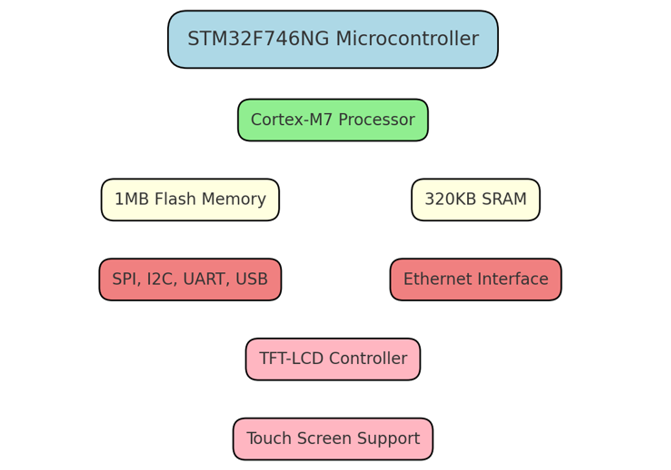 STM32F746NG Microcontroller
Cortex-M7 Processor
1MB Flash Memory
320KB SRAM
SPI, I2C, UART, USB
Ethernet Interface
TFT-LCD Controller
Touch Screen Support